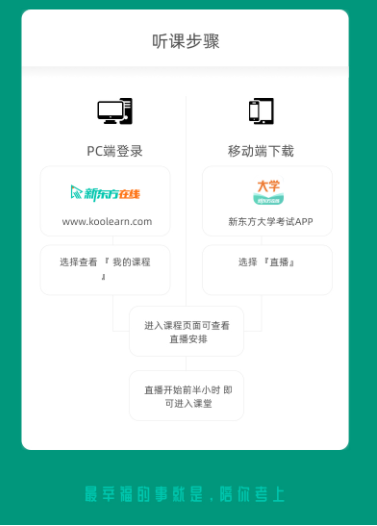 听课步骤
PC端登录
移动端下载
新东方在线
www.koolearn.com
大学
新东方大学考试APP
选择查看『 我的课程
』
选择『直播』
进入课程页面可查看
直播安排
直播开始前半小时 即
可进入课堂
最幸福的事就是,陪你考上